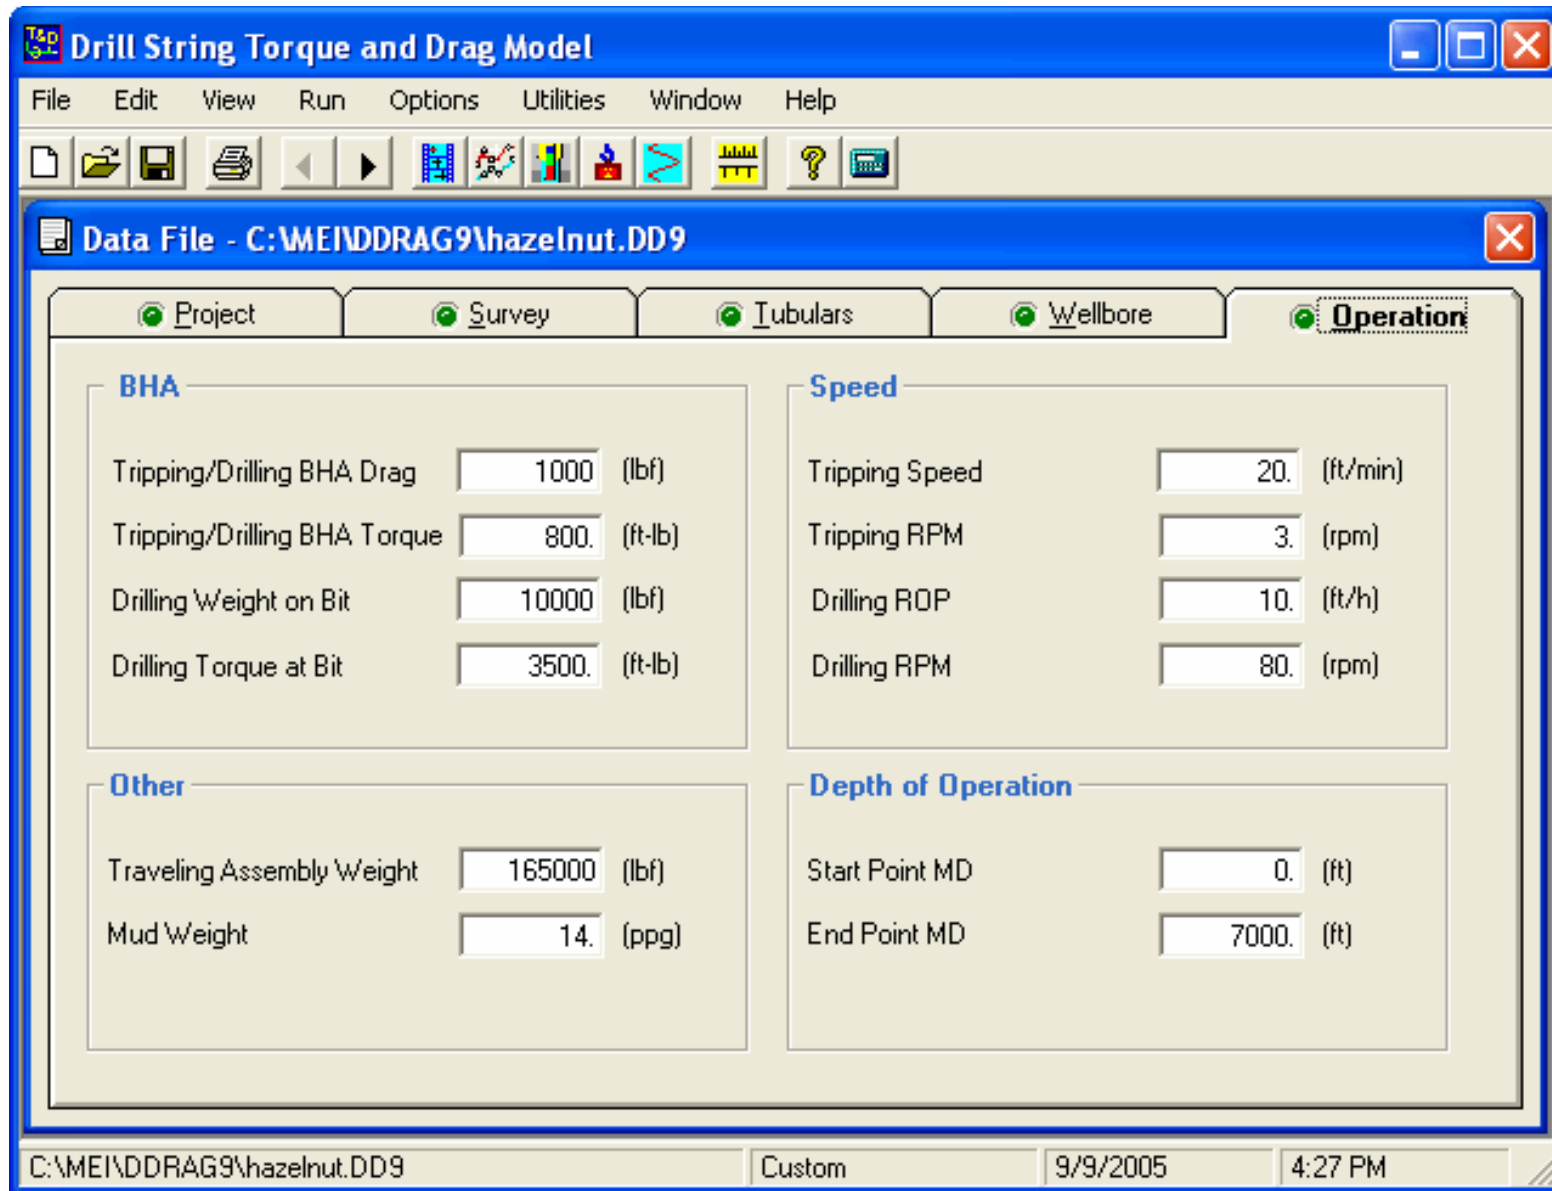 T&D
Drill String Torque and Drag Model
File Edit View Run Options Utilities Window Help
Data File - C:\MEI\DDRAG9\hazelnut.DD9
Project Survey Tubulars Wellbore Operation
BHA
Tripping/Drilling BHA Drag 1000 (lbf)
Tripping/Drilling BHA Torque 800. (ft-lb)
Drilling Weight on Bit 10000 (lbf)
Drilling Torque at Bit 3500. (ft-lb)
Speed
Tripping Speed 20. (ft/min)
Tripping RPM 3. (rpm)
Drilling ROP 10. (ft/h)
Drilling RPM 80. (rpm)
Other
Traveling Assembly Weight 165000 (lbf)
Mud Weight 14. (ppg)
Depth of Operation
Start Point MD 0. (ft)
End Point MD 7000. (ft)
C:\MEI\DDRAG9\hazelnut.DD9 Custom 9/9/2005 4:27 PM